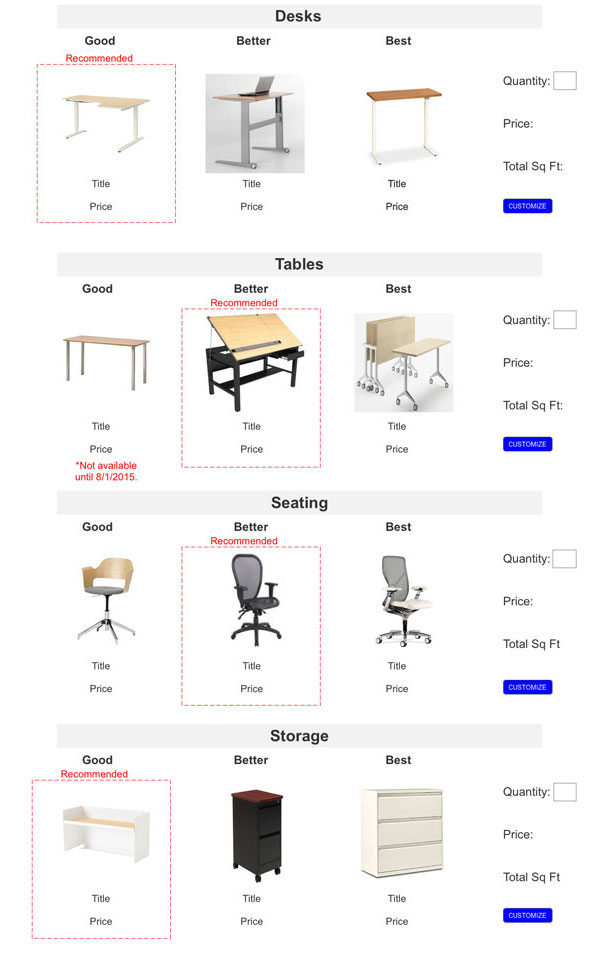 Desks
Good Better Best
Recommended
Quantity:
Price:
Total Sq Ft:
Title Title Title
Price Price Price
CUSTOMIZE
Tables
Good Better Best
Recommended
Quantity:
Price:
Total Sq Ft:
Title Title Title
Price Price Price
CUSTOMIZE
*Not available
until 8/1/2015.
Seating
Good Better Best
Recommended
Quantity:
Price:
Total Sq Ft
Title Title Title
Price Price Price
CUSTOMIZE
Storage
Good Better Best
Recommended
Quantity:
Price:
Total Sq Ft
Title Title Title
Price Price Price
CUSTOMIZE